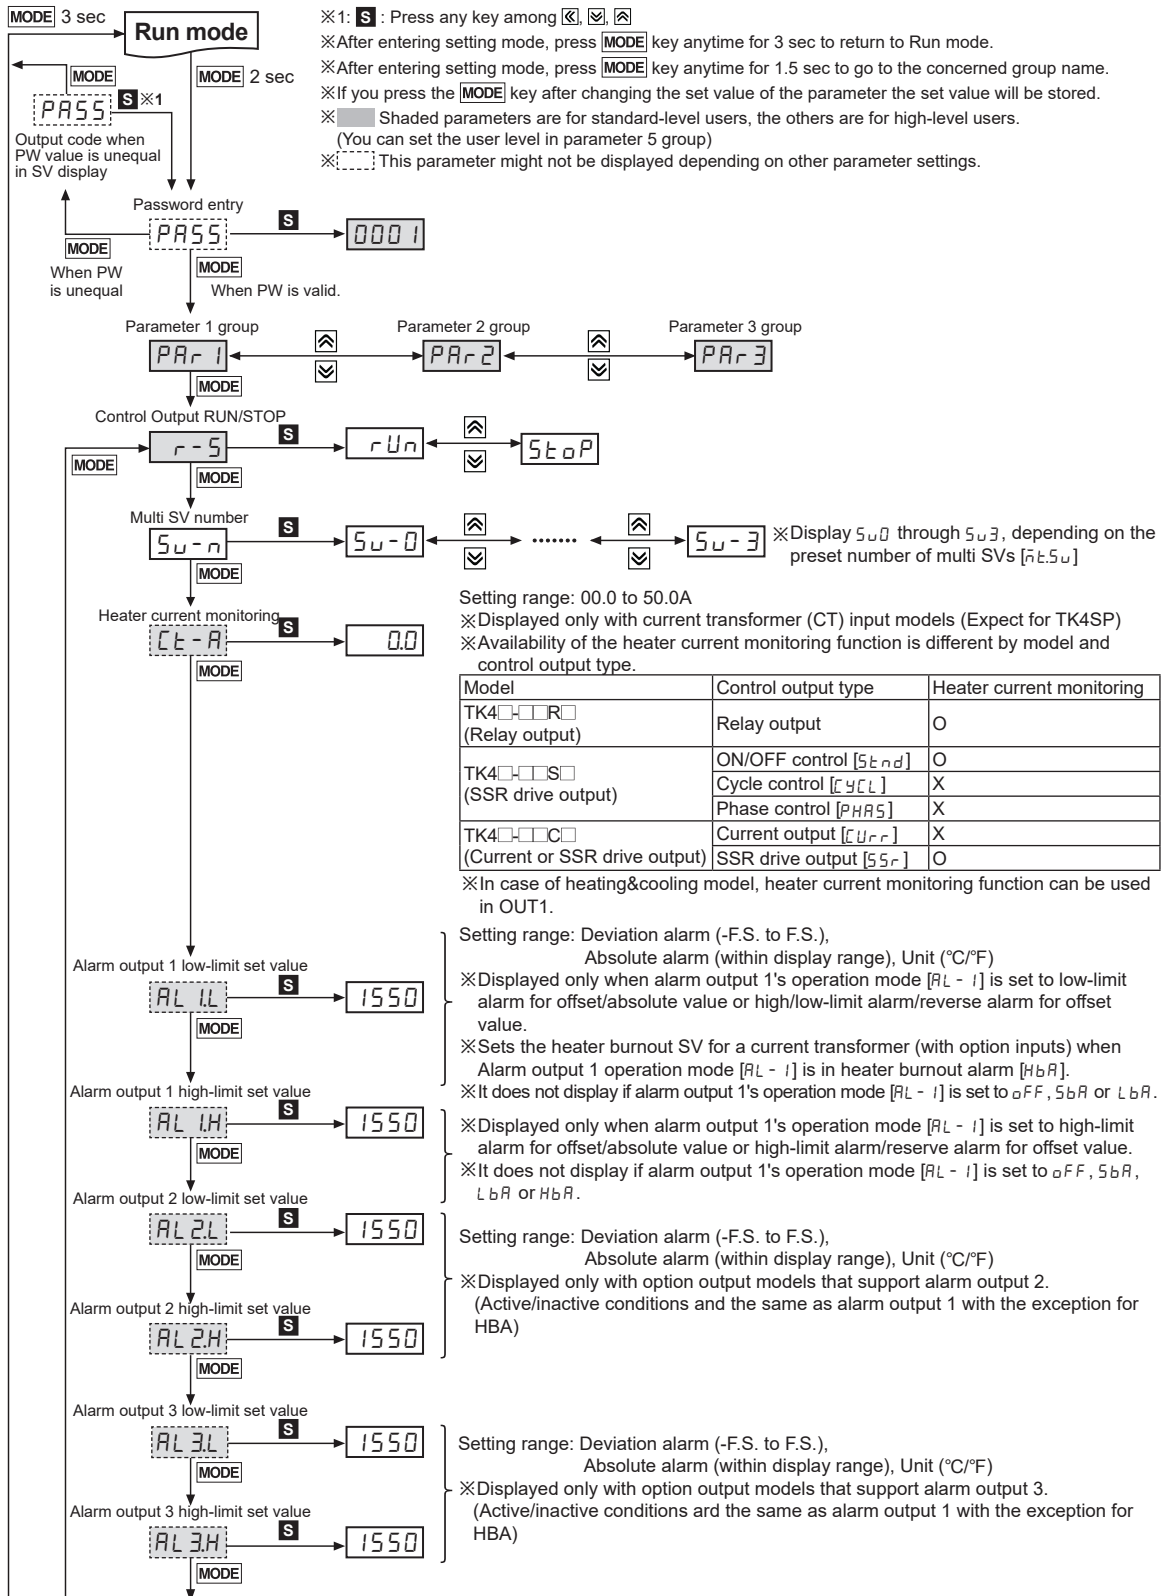 MODE 3 sec
Run mode
※1: S : Press any key among «, ︾, ︽
※After entering setting mode, press MODE key anytime for 3 sec to return to Run mode.
※After entering setting mode, press MODE key anytime for 1.5 sec to go to the concerned group name.
※If you press the MODE key after changing the set value of the parameter the set value will be stored.
※ Shaded parameters are for standard-level users, the others are for high-level users.
(You can set the user level in parameter 5 group)
※ This parameter might not be displayed depending on other parameter settings.
MODE
MODE 2 sec
PASS S ※1
Output code when
PW value is unequal
in SV display
Password entry
PASS S 0001
MODE
When PW
is unequal
MODE
When PW is valid.
Parameter 1 group Parameter 2 group Parameter 3 group
PAr1 PAr2 PAr3
MODE
Control Output RUN/STOP
r-S S rUn StoP
MODE
MODE
Multi SV number
Su-n S Su-0 ······· Su-3
MODE
※Display Su0 through Su3, depending on the
preset number of multi SVs [mt.Su]
Heater current monitoring
Ct-A S 0.0
MODE
Setting range: 00.0 to 50.0A
※Displayed only with current transformer (CT) input models (Expect for TK4SP)
※Availability of the heater current monitoring function is different by model and
control output type.
Model Control output type Heater current monitoring
TK4□-□□R□
(Relay output) Relay output O
TK4□-□□S□
(SSR drive output)
ON/OFF control [Stnd] O
Cycle control [CYCL] X
Phase control [PHAS] X
TK4□-□□C□
(Current or SSR drive output)
Current output [CUrr] X
SSR drive output [SSr] O
※In case of heating&cooling model, heater current monitoring function can be used
in OUT1.
Alarm output 1 low-limit set value
AL1.L S 1550
MODE
Setting range: Deviation alarm (-F.S. to F.S.),
Absolute alarm (within display range), Unit (°C/°F)
※Displayed only when alarm output 1's operation mode [AL-1] is set to low-limit
alarm for offset/absolute value or high/low-limit alarm/reverse alarm for offset
value.
※Sets the heater burnout SV for a current transformer (with option inputs) when
Alarm output 1 operation mode [AL-1] is in heater burnout alarm [HbA].
※It does not display if alarm output 1's operation mode [AL-1] is set to oFF, SbA or LbA.
Alarm output 1 high-limit set value
AL1.H S 1550
MODE
※Displayed only when alarm output 1's operation mode [AL-1] is set to high-limit
alarm for offset/absolute value or high-limit alarm/reserve alarm for offset value.
※It does not display if alarm output 1's operation mode [AL-1] is set to oFF, SbA,
LbA or HbA.
Alarm output 2 low-limit set value
AL2.L S 1550
MODE
Alarm output 2 high-limit set value
AL2.H S 1550
MODE
Setting range: Deviation alarm (-F.S. to F.S.),
Absolute alarm (within display range), Unit (°C/°F)
※Displayed only with option output models that support alarm output 2.
(Active/inactive conditions and the same as alarm output 1 with the exception for
HBA)
Alarm output 3 low-limit set value
AL3.L S 1550
MODE
Alarm output 3 high-limit set value
AL3.H S 1550
MODE
Setting range: Deviation alarm (-F.S. to F.S.),
Absolute alarm (within display range), Unit (°C/°F)
※Displayed only with option output models that support alarm output 3.
(Active/inactive conditions ard the same as alarm output 1 with the exception for
HBA)